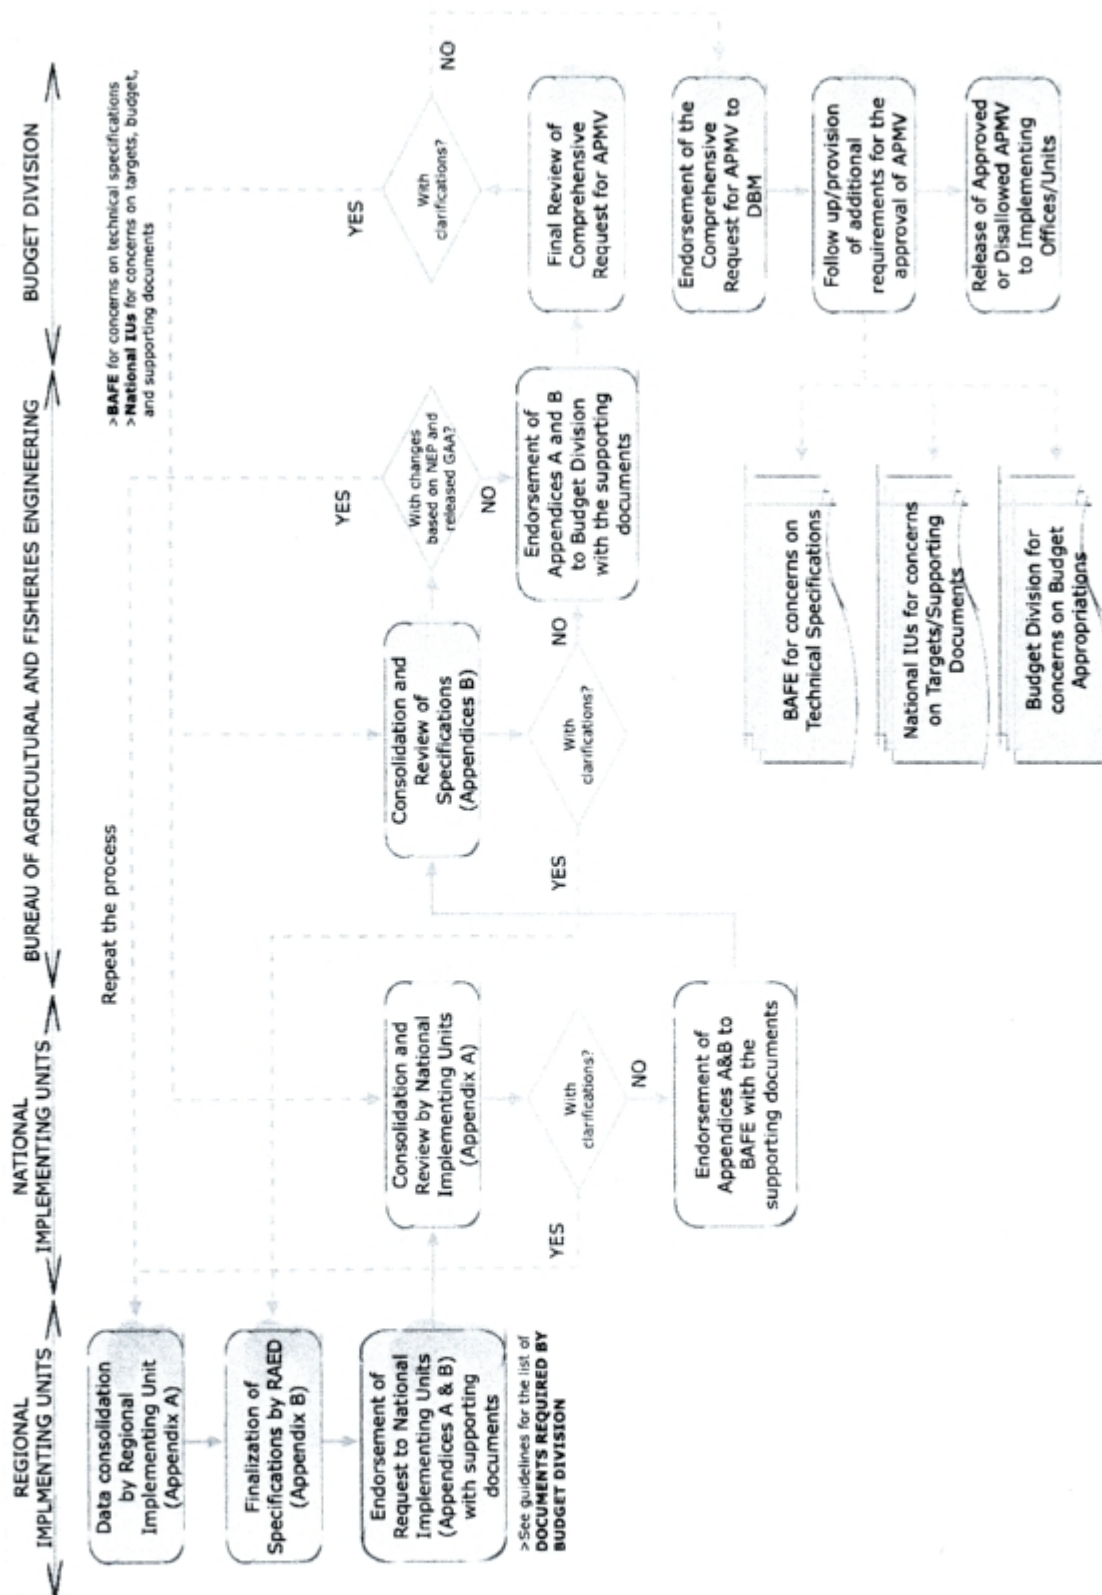 REGIONAL
IMPLMENTING UNITS
NATIONAL
IMPLEMENTING UNITS
BUREAU OF AGRICULTURAL AND FISHERIES ENGINEERING
BUDGET DIVISION
Data consolidation
by Regional
Implementing Unit
(Appendix A)
Finalization of
Specifications by RAED
(Appendix B)
Endorsement of
Request to National
Implementing Units
(Appendices A & B)
with supporting
documents
>See guidelines for the list of
DOCUMENTS REQUIRED BY
BUDGET DIVISION
Repeat the process
Consolidation and
Review by National
Implementing Units
(Appendix A)
With
clarifications?
YES
NO
Endorsement of
Appendices A&B to
BAFE with the
supporting documents
Consolidation and
Review of
Specifications
(Appendices B)
With
clarifications?
YES
NO
With changes
based on NEP and
released GAA?
YES
NO
Endorsement of
Appendices A and B
to Budget Division
with the supporting
documents
>BAFE for concerns on technical specifications
>National IUs for concerns on targets, budget,
and supporting documents
With
clarifications?
YES
NO
Final Review of
Comprehensive
Request for APMV
Endorsement of the
Comprehensive
Request for APMV to
DBM
Follow up/provision
of additional
requirements for the
approval of APMV
Release of Approved
or Disallowed APMV
to Implementing
Offices/Units
BAFE for concerns on
Technical Specifications
National IUs for concerns
on Targets/Supporting
Documents
Budget Division for
concerns on Budget
Appropriations